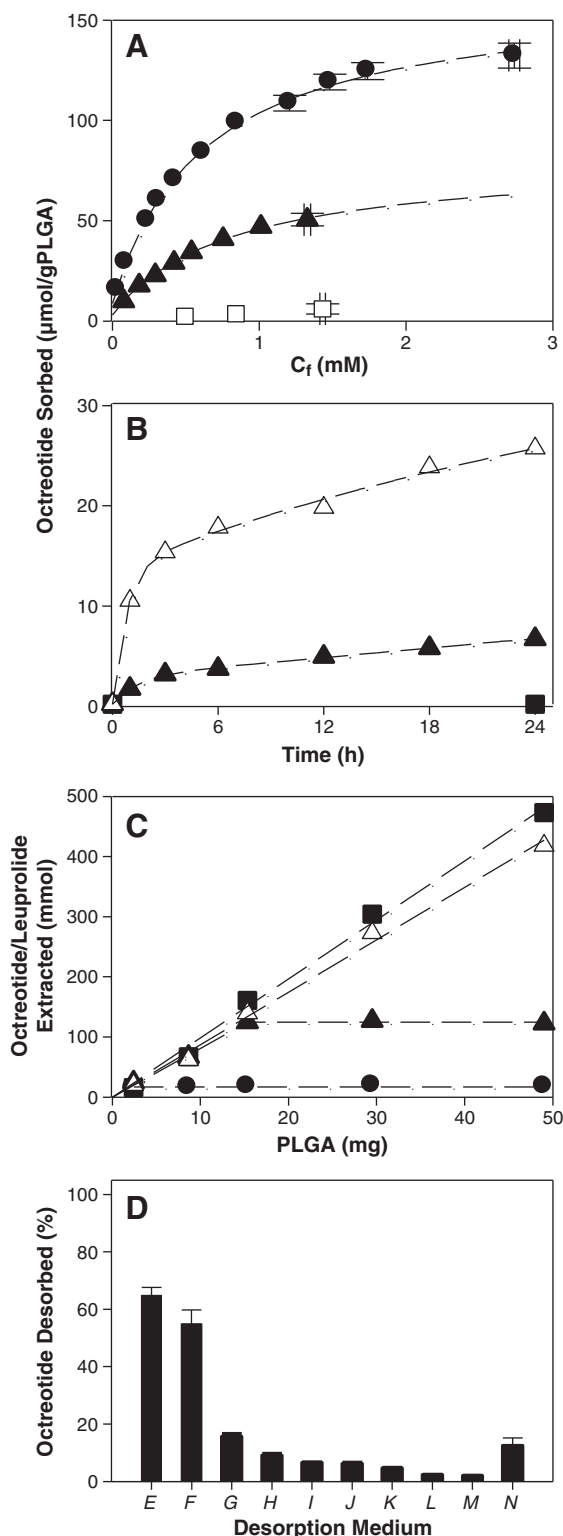 A
150
100
50
0
0 1 2 3
Cf (mM)
Octreotide Sorbed (µmol/gPLGA)
B
30
20
10
0
0 6 12 18 24
Time (h)
C
500
400
300
200
100
0
0 10 20 30 40 50
PLGA (mg)
Octreotide/Leuprolide
Extracted (mmol)
D
100
80
60
40
20
0
E F G H I J K L M N
Desorption Medium
Octreotide Desorbed (%)